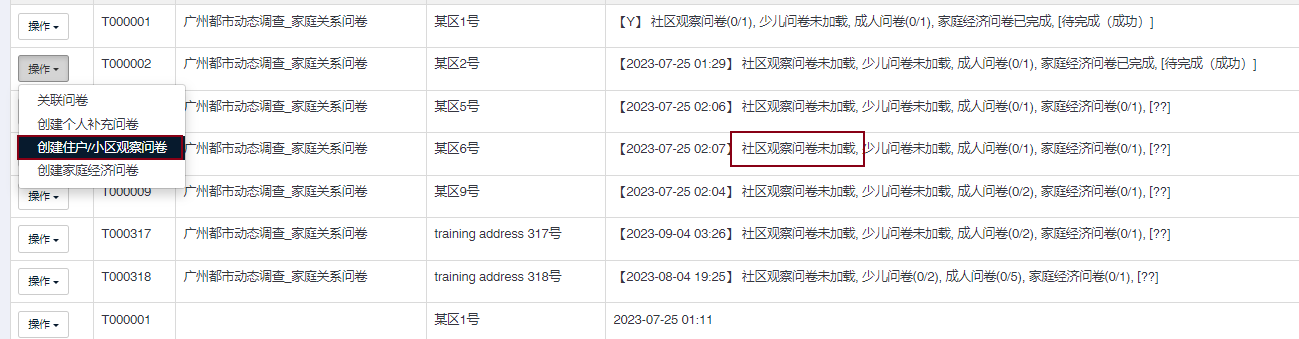 操作 T000001 广州都市动态调查_家庭关系问卷 某区1号 【Y】 社区观察问卷(0/1), 少儿问卷未加载, 成人问卷(0/1), 家庭经济问卷已完成, [待完成（成功）]
操作 T000002 广州都市动态调查_家庭关系问卷 某区2号 【2023-07-25 01:29】 社区观察问卷未加载, 少儿问卷未加载, 成人问卷(0/1), 家庭经济问卷已完成, [待完成（成功）]
关联问卷
创建个人补充问卷
创建住户/小区观察问卷
创建家庭经济问卷
广州都市动态调查_家庭关系问卷 某区5号 【2023-07-25 02:06】 社区观察问卷未加载, 少儿问卷未加载, 成人问卷(0/1), 家庭经济问卷(0/1), [??]
广州都市动态调查_家庭关系问卷 某区6号 【2023-07-25 02:07】 社区观察问卷未加载, 少儿问卷未加载, 成人问卷(0/1), 家庭经济问卷(0/1), [??]
操作 T000009 广州都市动态调查_家庭关系问卷 某区9号 【2023-07-25 02:04】 社区观察问卷未加载, 少儿问卷未加载, 成人问卷(0/2), 家庭经济问卷(0/1), [??]
操作 T000317 广州都市动态调查_家庭关系问卷 training address 317号 【2023-09-04 03:26】 社区观察问卷未加载, 少儿问卷未加载, 成人问卷(0/2), 家庭经济问卷(0/1), [??]
操作 T000318 广州都市动态调查_家庭关系问卷 training address 318号 【2023-08-04 19:25】 社区观察问卷未加载, 少儿问卷(0/2), 成人问卷(0/5), 家庭经济问卷(0/1), [??]
操作 T000001 某区1号 2023-07-25 01:11